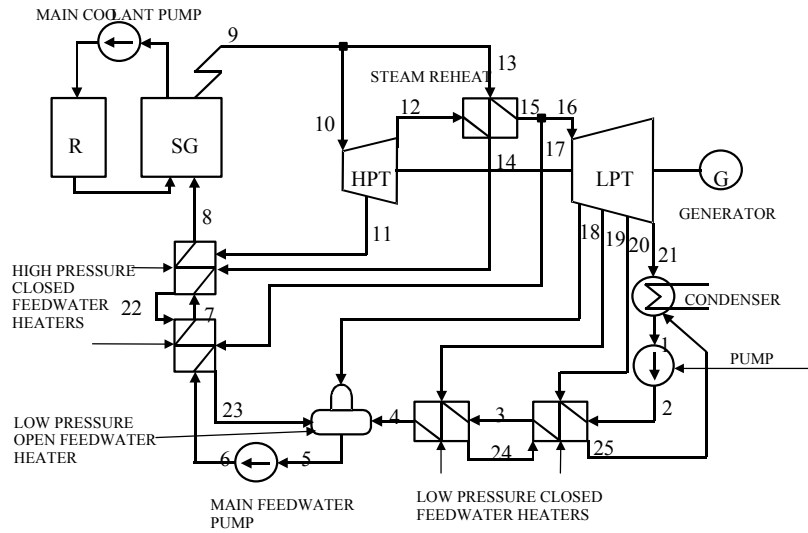 MAIN COOLANT PUMP
9
13
STEAM REHEAT
12
15
16
10
17
R
SG
HPT
14
LPT
G
GENERATOR
8
11
18
19
20
21
HIGH PRESSURE
CLOSED
FEEDWATER
HEATERS
22
7
CONDENSER
1
PUMP
2
23
4
3
LOW PRESSURE
OPEN FEEDWATER
HEATER
6
5
24
25
MAIN FEEDWATER
PUMP
LOW PRESSURE CLOSED
FEEDWATER HEATERS